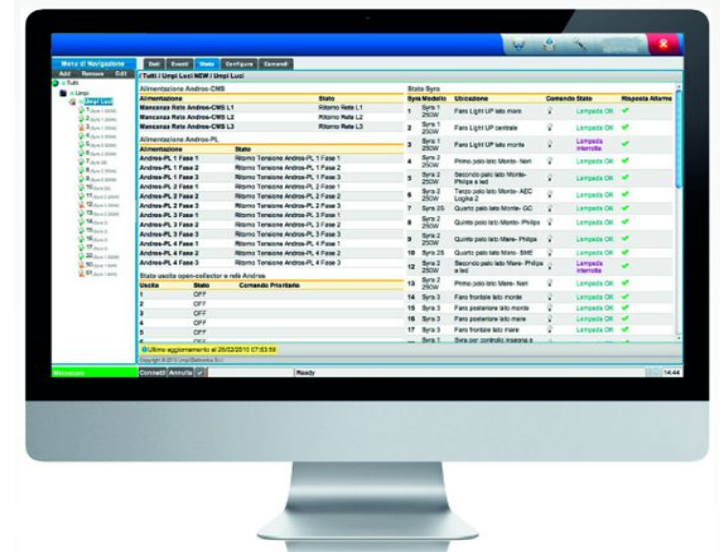 Menu di Navigazione
Add Remove Edit
Tutti
Umpi
Umpi Luci
Dati Eventi Stato Configura Comandi
/ Tutti / Umpi Luci NEW / Umpi Luci
Alimentazione Andros-CMS
Alimentazione Stato
Mancanza Rete Andros-CMS L1 Ritorno Rete L1
Mancanza Rete Andros-CMS L2 Ritorno Rete L2
Mancanza Rete Andros-CMS L3 Ritorno Rete L3
Alimentazione Andros-PL
Alimentazione Stato
Andros-PL 1 Fase 1 Ritorno Tensione Andros-PL 1 Fase 1
Andros-PL 1 Fase 2 Ritorno Tensione Andros-PL 1 Fase 2
Andros-PL 1 Fase 3 Ritorno Tensione Andros-PL 1 Fase 3
Andros-PL 2 Fase 1 Ritorno Tensione Andros-PL 2 Fase 1
Andros-PL 2 Fase 2 Ritorno Tensione Andros-PL 2 Fase 2
Andros-PL 2 Fase 3 Ritorno Tensione Andros-PL 2 Fase 3
Andros-PL 3 Fase 1 Ritorno Tensione Andros-PL 3 Fase 1
Andros-PL 3 Fase 2 Ritorno Tensione Andros-PL 3 Fase 2
Andros-PL 3 Fase 3 Ritorno Tensione Andros-PL 3 Fase 3
Andros-PL 4 Fase 1 Ritorno Tensione Andros-PL 4 Fase 1
Andros-PL 4 Fase 2 Ritorno Tensione Andros-PL 4 Fase 2
Andros-PL 4 Fase 3 Ritorno Tensione Andros-PL 4 Fase 3
Stato uscite open-collector e relè Andros
Uscita Stato Comando Prioritario
1 OFF
2 OFF
3 OFF
4 OFF
5 OFF
Stato Syra
Syra Modello Ubicazione Comando Stato Risposta Allarme
1 Syra 1 250W Faro Light UP lato mare Lampada OK
2 Syra 1 250W Faro Light UP centrale Lampada OK
3 Syra 1 250W Faro Light UP lato monte Lampada interrotta
4 Syra 2 250W Primo palo lato Monte- Neri Lampada OK
5 Syra 2 250W Secondo palo lato Monte- Philips a led Lampada OK
6 Syra 2 250W Terzo palo lato Monte- AEC Logika 2 Lampada OK
7 Syra 2S Quarto palo lato Monte- GC Lampada OK
8 Syra 2 250W Quinto palo lato Monte- Philips Lampada OK
9 Syra 2 250W Quinto palo lato Mare- Philips Lampada OK
10 Syra 2S Quarto palo lato Mare- SME Lampada OK
12 Syra 2 250W Secondo palo lato Mare- Philips a led Lampada interrotta
13 Syra 2 250W Primo palo lato Mare- Neri Lampada OK
14 Syra 3 Faro frontale lato monte Lampada OK
15 Syra 3 Faro posteriore lato monte Lampada OK
16 Syra 3 Faro posteriore lato mare Lampada OK
17 Syra 3 Faro frontale lato mare Lampada OK
Syra 1 Syra per controllo insegna e
Ultimo aggiornamento al 26/02/2010 07:53:59
Copyright © 2010 Umpi Elettronica S.r.l.
Connetti Annulla Ready 14:44